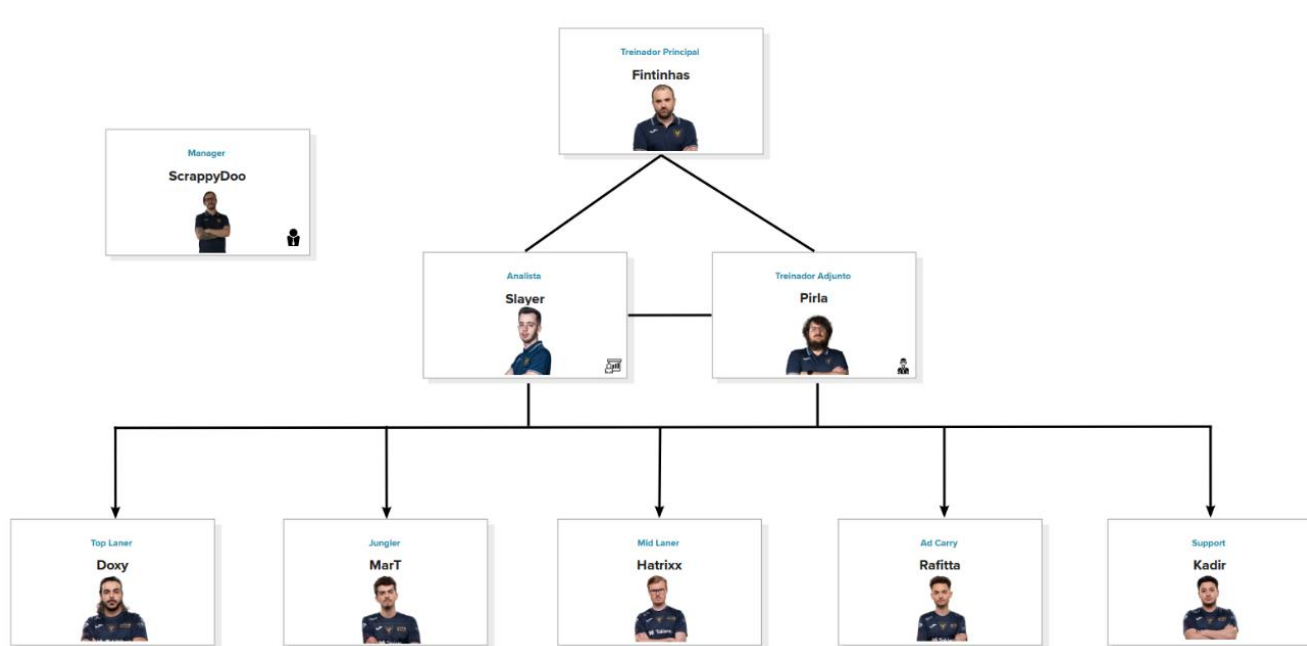 Treinador Principal
Fintinhas
Manager
ScrappyDoo
Analista
Slayer
Treinador Adjunto
Pirla
Top Laner
Doxy
Jungler
MarT
Mid Laner
Hatrixx
Ad Carry
Rafitta
Support
Kadir